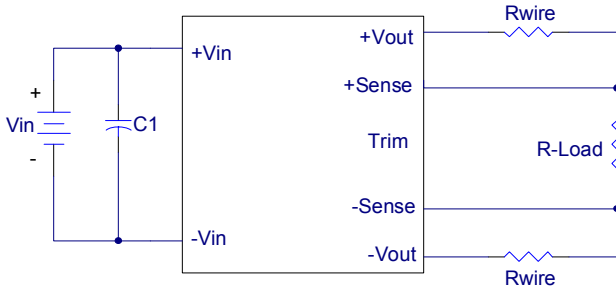 Rwire
+Vout
+Vin
+Sense
+
Vin
C1
Trim
R-Load
-
-Sense
-Vin
-Vout
Rwire